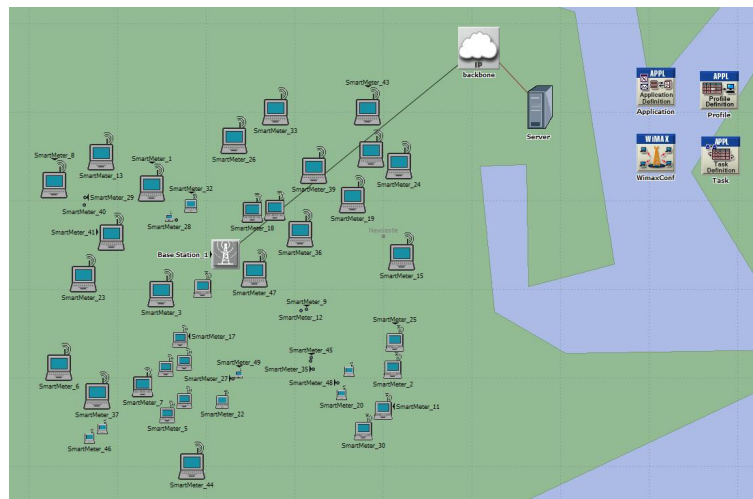 IP
backbone
Server
APPL
Application
Definition
Application
APPL
Profile
Definition
Profile
WiMAX
WimaxConf
APPL
Task
Definition
Task
SmartMeter_43
SmartMeter_33
SmartMeter_26
SmartMeter_8
SmartMeter_13
SmartMeter_1
SmartMeter_39
SmartMeter_24
SmartMeter_32
SmartMeter_29
SmartMeter_40
SmartMeter_28
SmartMeter_18
SmartMeter_19
SmartMeter_41
Newcastle
SmartMeter_36
Base Station_1
SmartMeter_15
SmartMeter_23
SmartMeter_3
SmartMeter_47
SmartMeter_9
SmartMeter_12
SmartMeter_25
SmartMeter_17
SmartMeter_45
SmartMeter_49
SmartMeter_35
SmartMeter_6
SmartMeter_27
SmartMeter_48
SmartMeter_2
SmartMeter_7
SmartMeter_22
SmartMeter_20
SmartMeter_11
SmartMeter_37
SmartMeter_5
SmartMeter_30
SmartMeter_46
SmartMeter_44